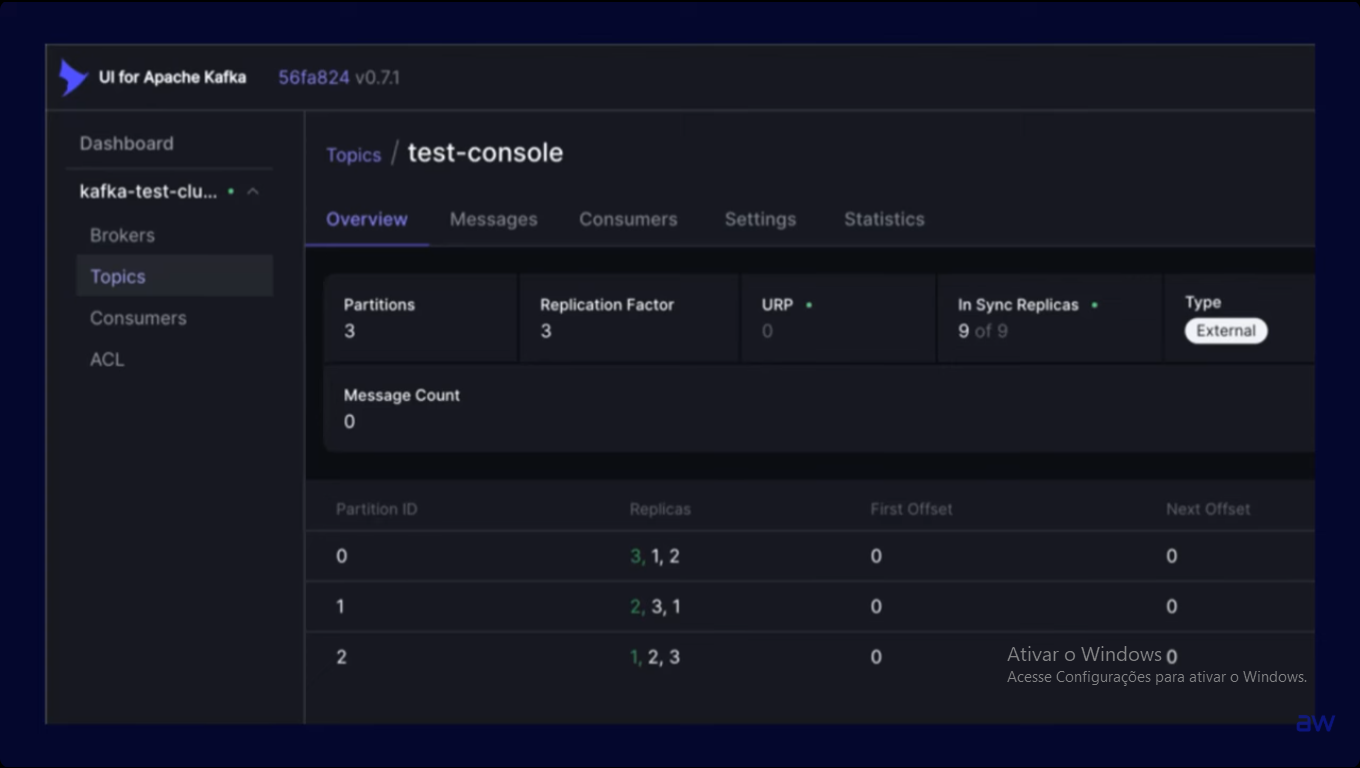 UI for Apache Kafka 56fa824 v0.7.1
Dashboard
kafka-test-clu...
Brokers
Topics
Consumers
ACL
Topics / test-console
Overview Messages Consumers Settings Statistics
Partitions Replication Factor URP In Sync Replicas Type
3 3 0 9 of 9 External
Message Count
0
Partition ID Replicas First Offset Next Offset
0 3, 1, 2 0 0
1 2, 3, 1 0 0
2 1, 2, 3 0 0
Ativar o Windows
Acesse Configurações para ativar o Windows.
aw